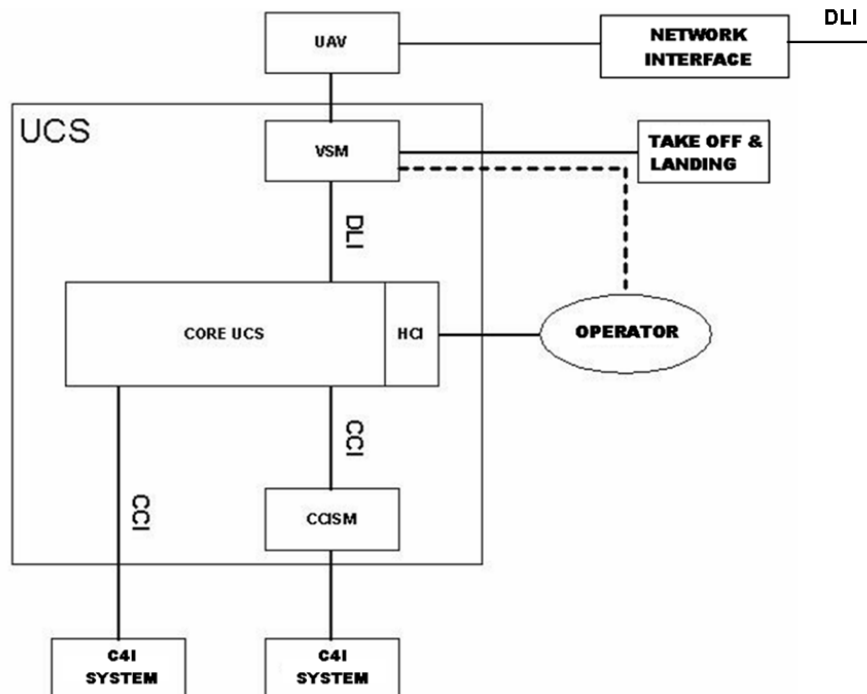 DLI
UAV
NETWORK
INTERFACE
UCS
VSM
TAKE OFF &
LANDING
DLI
CORE UCS
HCI
OPERATOR
CCI
CCI
CCISM
C4I
SYSTEM
C4I
SYSTEM